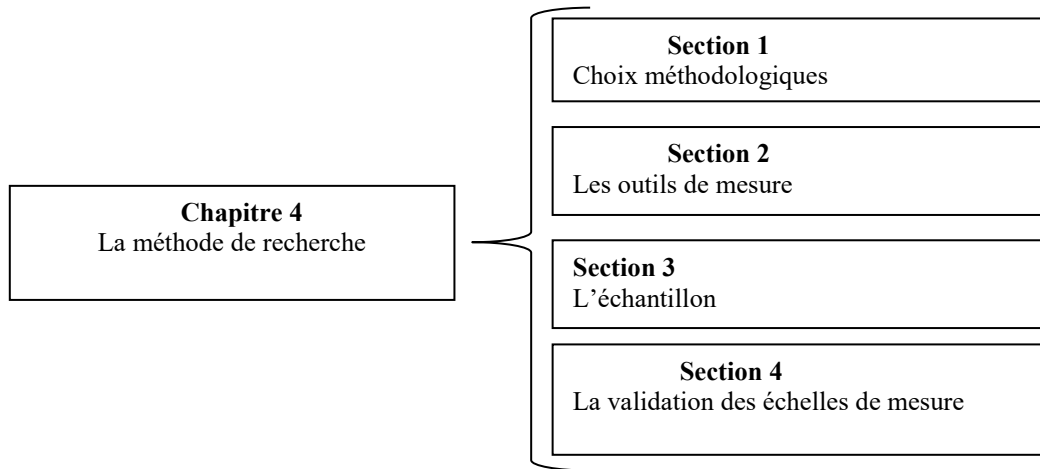 Chapitre 4
La méthode de recherche
Section 1
Choix méthodologiques
Section 2
Les outils de mesure
Section 3
L’échantillon
Section 4
La validation des échelles de mesure